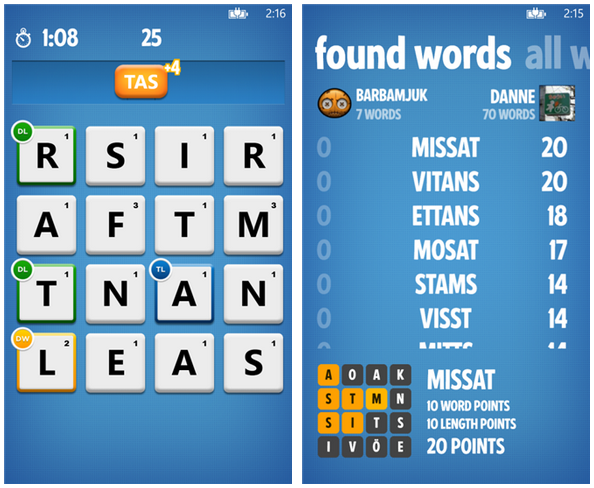 2:16
1:08 25
TAS +4
DL R 1 S 1 I 1 R 1
A 1 F 3 T 1 M 3
DL T 1 N 1 TL A 1 N 1
DW L 2 E 1 A 1 S 1
2:15
found words all w
BARBAMJUK DANNE
7 WORDS 70 WORDS
0 MISSAT 20
0 VITANS 20
0 ETTANS 18
0 MOSAT 17
0 STAMS 14
0 VISST 14
MITTS 14
A O A K
S T M N
S I T S
I V Ö E
MISSAT
10 WORD POINTS
10 LENGTH POINTS
20 POINTS